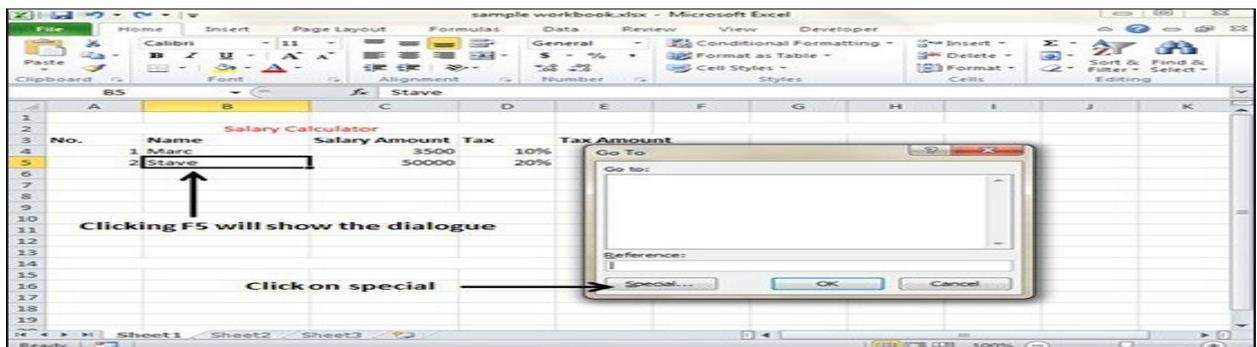 sample workbook.xlsx - Microsoft Excel
File Home Insert Page Layout Formulas Data Review View Developer
Calibri 11 General Conditional Formatting Insert Σ
Paste B I U A A $ % Format as Table Delete Sort & Find &
Cell Styles Format Filter Select
Clipboard Font Alignment Number Styles Cells Editing
B5 fx Stave
A B C D E F G H I J K
1
2 Salary Calculator
3 No. Name Salary Amount Tax Tax Amount
4 1 Marc 3500 10%
5 2 Stave 50000 20%
6
7
8
9
10
11 Clicking F5 will show the dialogue
12
13
14
15
16 Click on special
17
18
19
Go To
Go to:
Reference:
Special... OK Cancel
Sheet1 Sheet2 Sheet3
Ready 100%